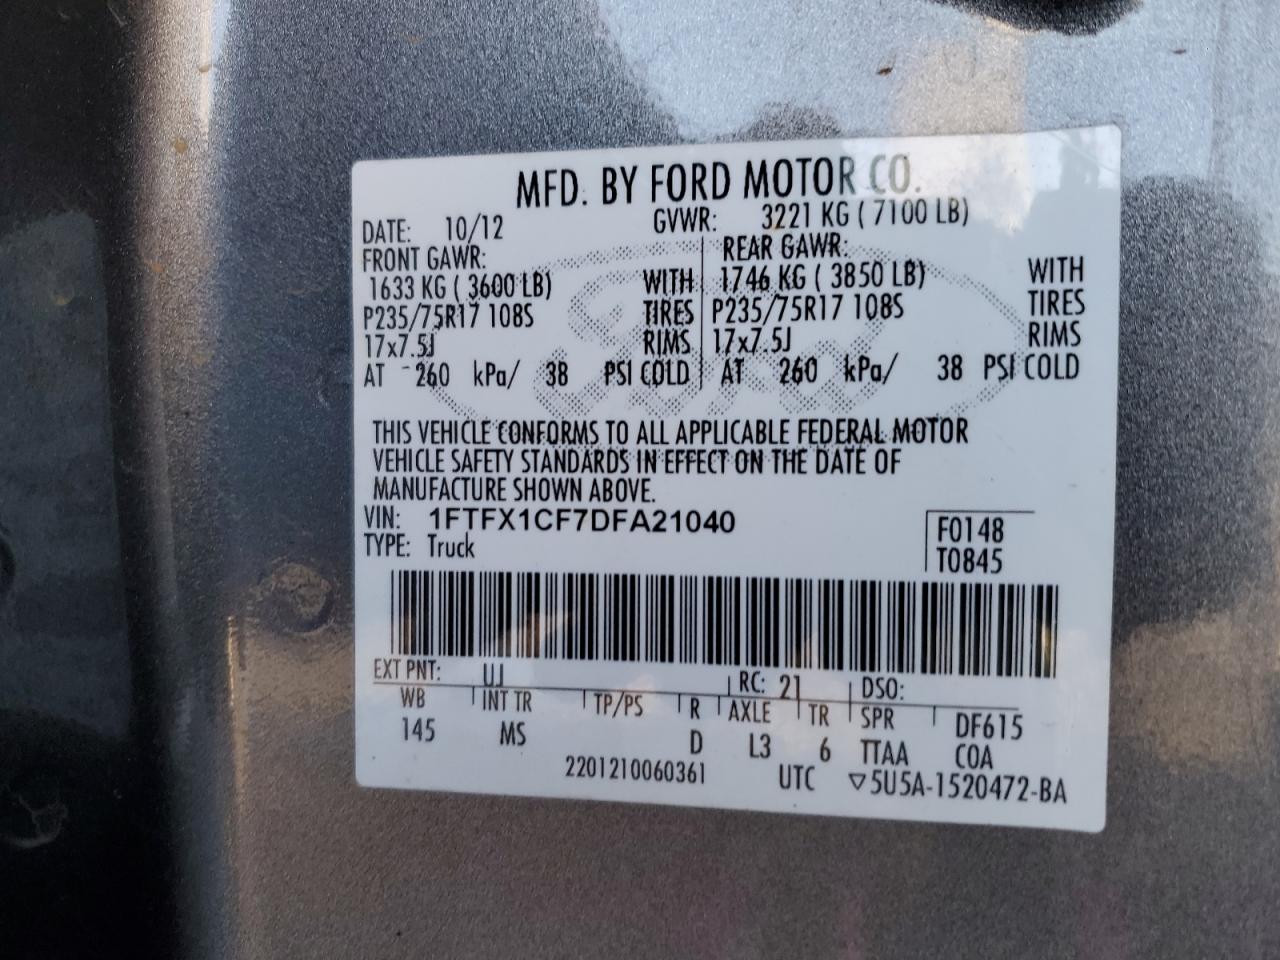 MFD. BY FORD MOTOR CO.
DATE: 10/12 GVWR: 3221 KG ( 7100 LB)
FRONT GAWR: REAR GAWR:
1633 KG ( 3600 LB) WITH 1746 KG ( 3850 LB) WITH
P235/75R17 108S TIRES P235/75R17 108S TIRES
17x7.5J RIMS 17x7.5J RIMS
AT 260 kPa/ 38 PSI COLD AT 260 kPa/ 38 PSI COLD
Ford
THIS VEHICLE CONFORMS TO ALL APPLICABLE FEDERAL MOTOR
VEHICLE SAFETY STANDARDS IN EFFECT ON THE DATE OF
MANUFACTURE SHOWN ABOVE.
VIN: 1FTFX1CF7DFA21040 F0148
TYPE: Truck T0845
EXT PNT: UJ RC: 21 DSO:
WB INT TR TP/PS R AXLE TR SPR DF615
145 MS D L3 6 TTAA COA
2201210060361 UTC ▽5U5A-1520472-BA